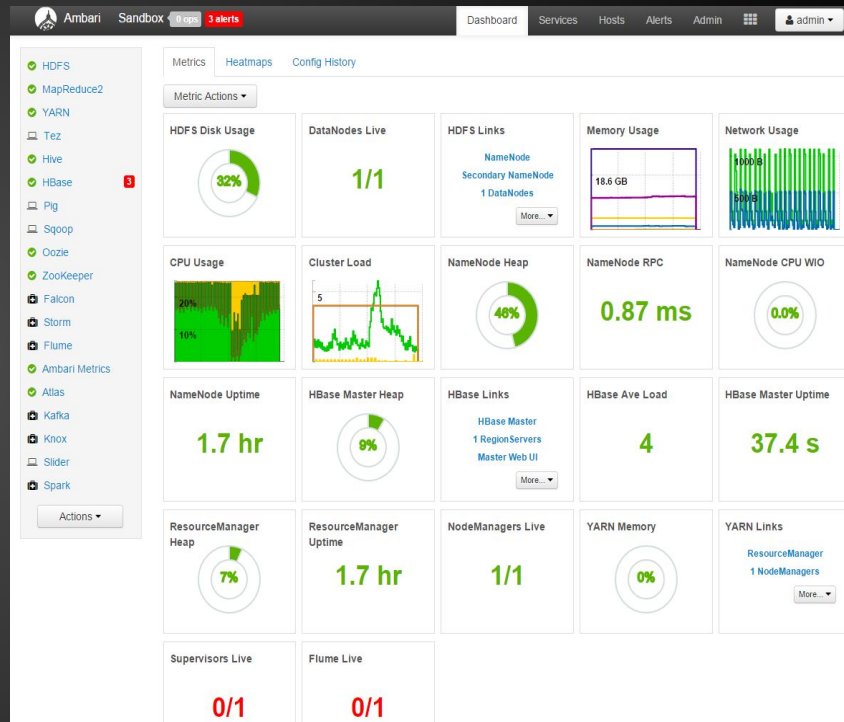 Ambari Sandbox 0 ops 3 alerts Dashboard Services Hosts Alerts Admin admin
HDFS
MapReduce2
YARN
Tez
Hive
HBase 3
Pig
Sqoop
Oozie
ZooKeeper
Falcon
Storm
Flume
Ambari Metrics
Atlas
Kafka
Knox
Slider
Spark
Actions
Metrics Heatmaps Config History
Metric Actions
HDFS Disk Usage
32%
DataNodes Live
1/1
HDFS Links
NameNode
Secondary NameNode
1 DataNodes
More...
Memory Usage
18.6 GB
Network Usage
1000 B
500 B
CPU Usage
20%
10%
Cluster Load
5
NameNode Heap
46%
NameNode RPC
0.87 ms
NameNode CPU WIO
0.0%
NameNode Uptime
1.7 hr
HBase Master Heap
9%
HBase Links
HBase Master
1 RegionServers
Master Web UI
More...
HBase Ave Load
4
HBase Master Uptime
37.4 s
ResourceManager
Heap
7%
ResourceManager
Uptime
1.7 hr
NodeManagers Live
1/1
YARN Memory
0%
YARN Links
ResourceManager
1 NodeManagers
More...
Supervisors Live
0/1
Flume Live
0/1